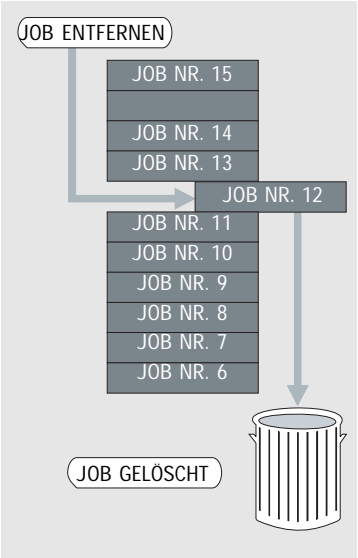 JOB ENTFERNEN
JOB NR. 15
JOB NR. 14
JOB NR. 13
JOB NR. 12
JOB NR. 11
JOB NR. 10
JOB NR. 9
JOB NR. 8
JOB NR. 7
JOB NR. 6
JOB GELÖSCHT